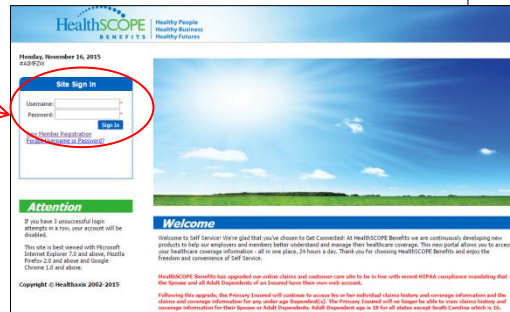 HealthSCOPE
BENEFITS
Healthy People
Healthy Business
Healthy Futures
Monday, November 16, 2015
#AIMFZW
Site Sign In
Username: *
Password: *
Sign In
New Member Registration
Forgot Username or Password?
Attention
If you have 3 unsuccessful login
attempts in a row, your account will be
disabled.
This site is best viewed with Microsoft
Internet Explorer 7.0 and above, Mozilla
Firefox 2.0 and above and Google
Chrome 1.0 and above.
Copyright © Healthaxis 2002-2015
Welcome
Welcome to Self Service! We're glad that you've chosen to Get Connected! At HealthSCOPE Benefits we are continuously developing new
products to help our employers and members better understand and manage their healthcare coverage. This new portal allows you to access
your healthcare coverage information - all in one place, 24 hours a day. Thank you for choosing HealthSCOPE Benefits and enjoy the
freedom and convenience of Self Service.
HealthSCOPE Benefits has upgraded our online claims and customer care site to be in line with recent HIPAA compliance mandating that
the Spouse and all Adult Dependents of an Insured have their own web account.
Following this upgrade, the Primary Insured will continue to access his or her individual claims history and coverage information and the
claims and coverage information for any under age Dependent(s). The Primary Insured will no longer be able to view claims history and
coverage information for their Spouse or Adult Dependents. Adult Dependent age is 18 for all states except South Carolina which is 16.